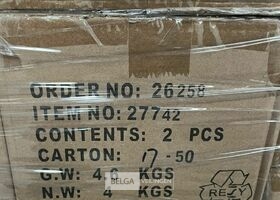 ORDER NO: 26258
ITEM NO: 27742
CONTENTS: 2 PCS
CARTON: 17-50
G.W: 4.6 KGS
N.W: 4 KGS
BELGA